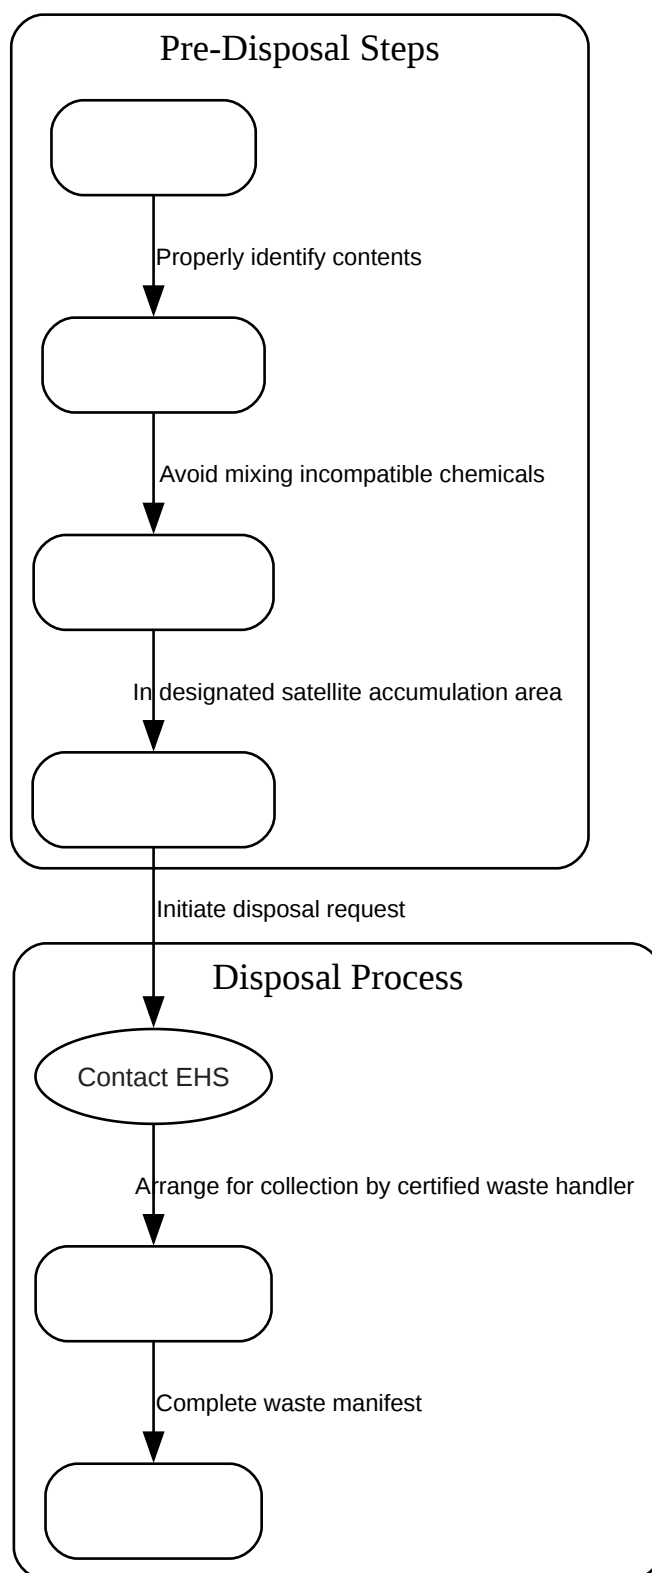 Pre-Disposal Steps
Properly identify contents
Avoid mixing incompatible chemicals
In designated satellite accumulation area
Initiate disposal request
Disposal Process
Contact EHS
Arrange for collection by certified waste handler
Complete waste manifest